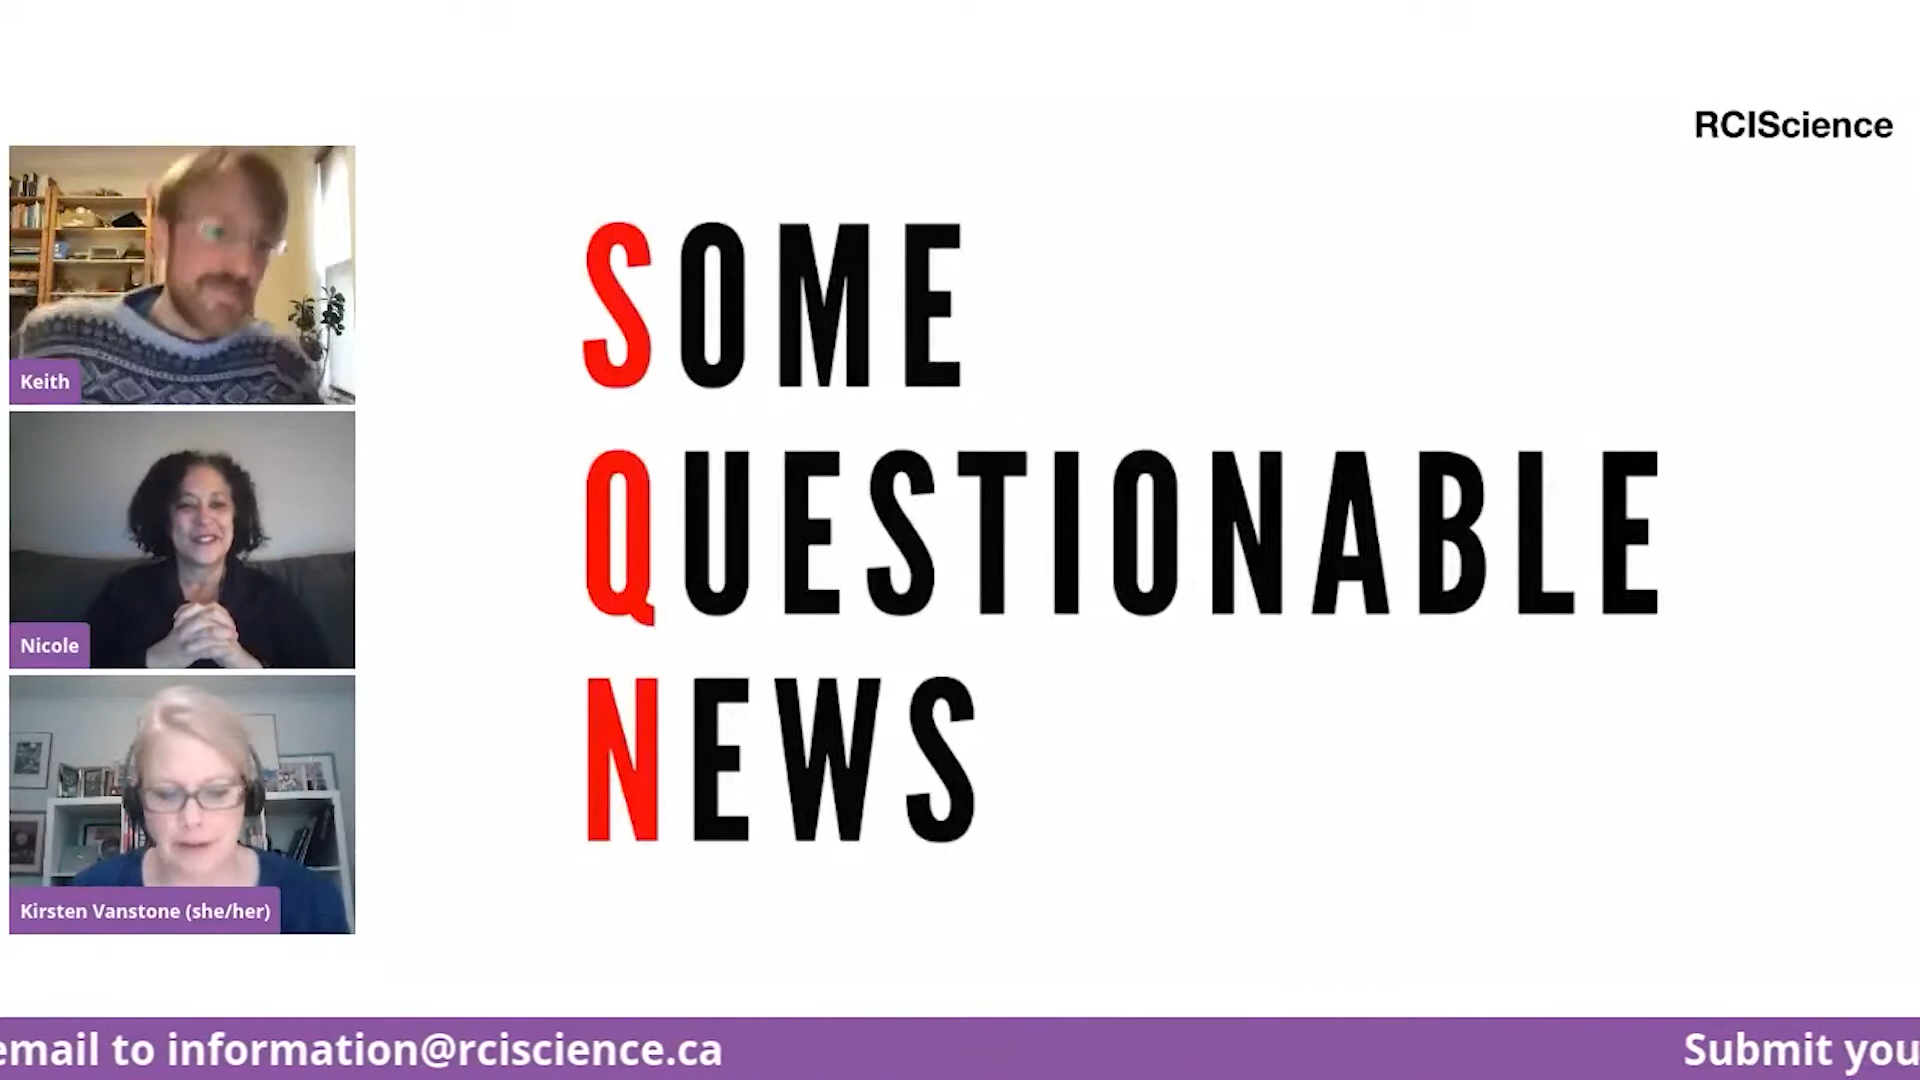 RCIScience
SOME
QUESTIONABLE
NEWS
Keith
Nicole
Kirsten Vanstone (she/her)
email to information@rciscience.ca
Submit you